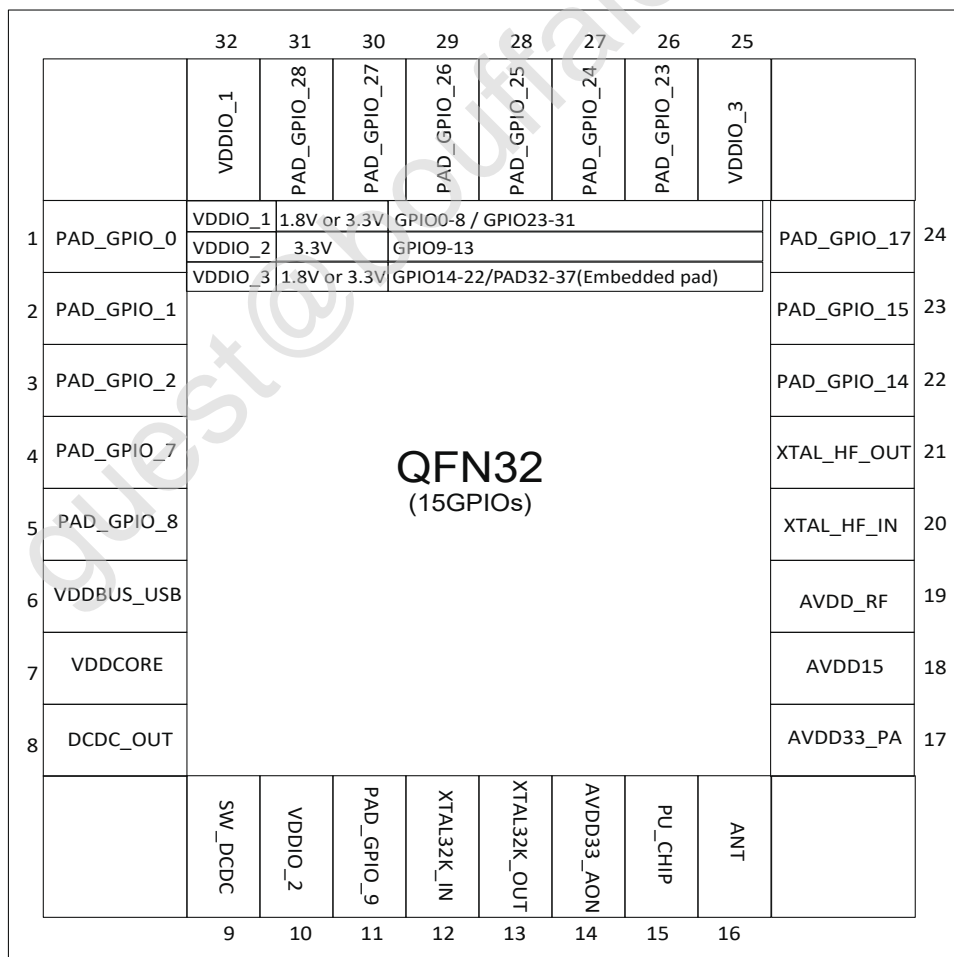 32 31 30 29 28 27 26 25
VDDIO_1
PAD_GPIO_28
PAD_GPIO_27
PAD_GPIO_26
PAD_GPIO_25
PAD_GPIO_24
PAD_GPIO_23
VDDIO_3
VDDIO_1 1.8V or 3.3V GPIO0-8 / GPIO23-31
VDDIO_2 3.3V GPIO9-13
VDDIO_3 1.8V or 3.3V GPIO14-22/PAD32-37(Embedded pad)
1 PAD_GPIO_0
2 PAD_GPIO_1
3 PAD_GPIO_2
4 PAD_GPIO_7
5 PAD_GPIO_8
6 VDDBUS_USB
7 VDDCORE
8 DCDC_OUT
QFN32
(15GPIOs)
PAD_GPIO_17 24
PAD_GPIO_15 23
PAD_GPIO_14 22
XTAL_HF_OUT 21
XTAL_HF_IN 20
AVDD_RF 19
AVDD15 18
AVDD33_PA 17
SW_DCDC
VDDIO_2
PAD_GPIO_9
XTAL32K_IN
XTAL32K_OUT
AVDD33_AON
PU_CHIP
ANT
9 10 11 12 13 14 15 16
guest@bouffal